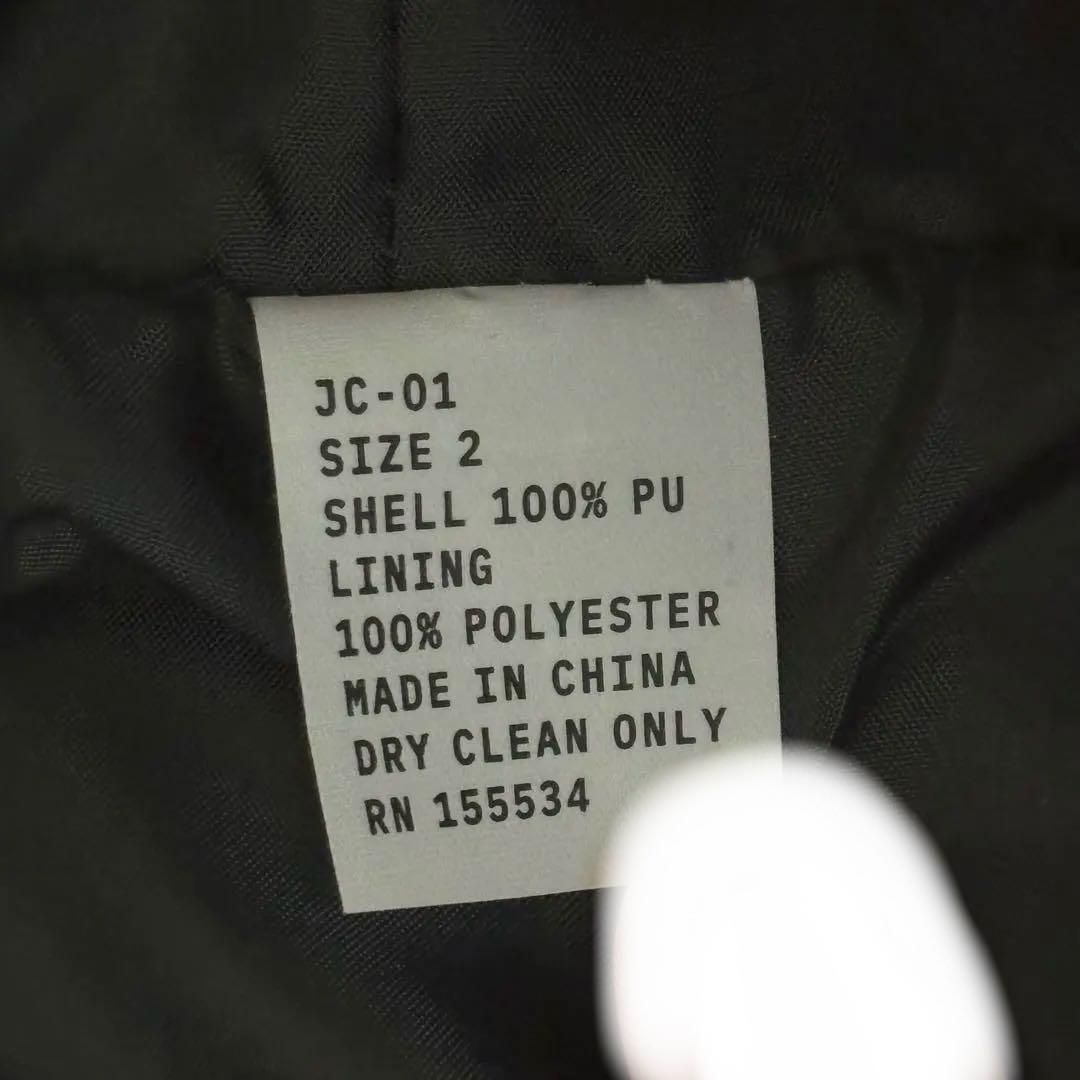 JC-01
SIZE 2
SHELL 100% PU
LINING
100% POLYESTER
MADE IN CHINA
DRY CLEAN ONLY
RN 155534